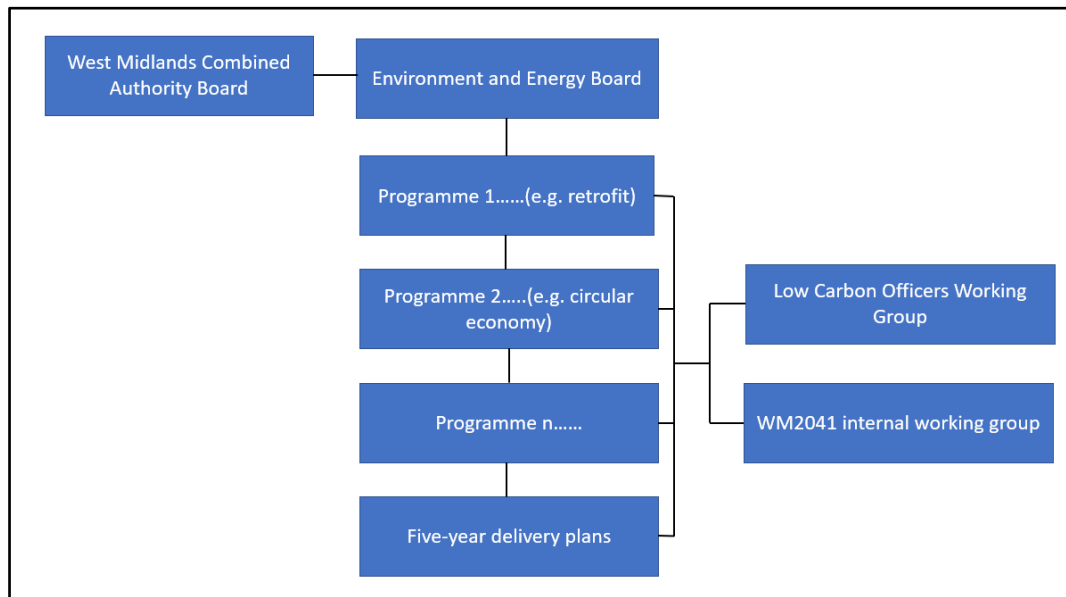 West Midlands Combined
Authority Board
Environment and Energy Board
Programme 1......(e.g. retrofit)
Programme 2.....(e.g. circular
economy)
Programme n......
Five-year delivery plans
Low Carbon Officers Working
Group
WM2041 internal working group